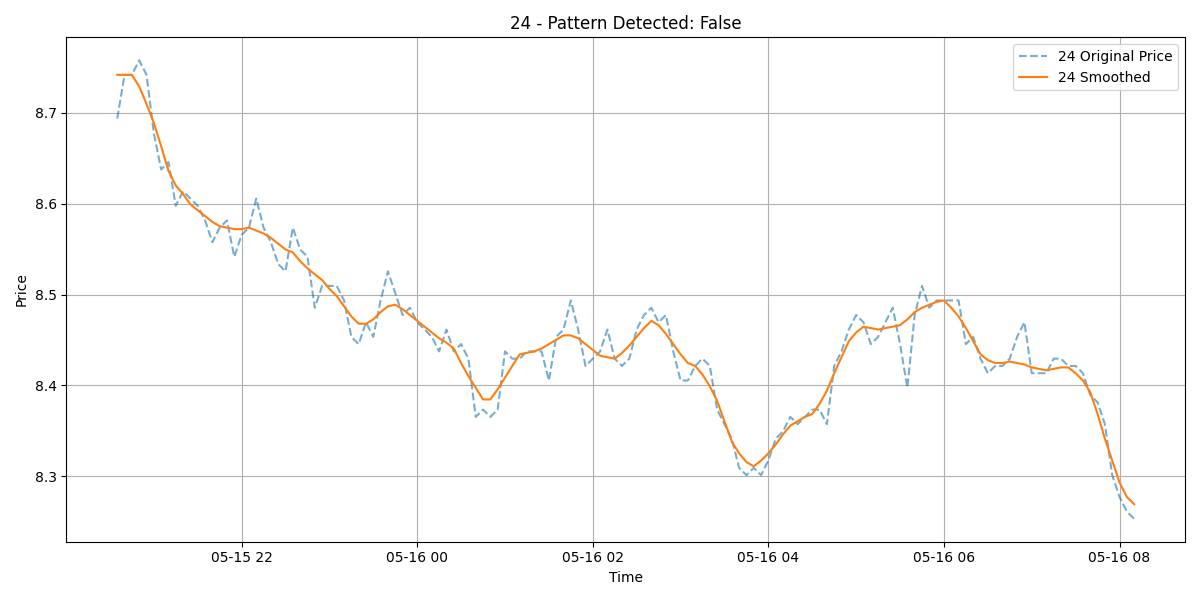 24 - Pattern Detected: False
24 Original Price
24 Smoothed
Price
8.7
8.6
8.5
8.4
8.3
05-15 22
05-16 00
05-16 02
05-16 04
05-16 06
05-16 08
Time